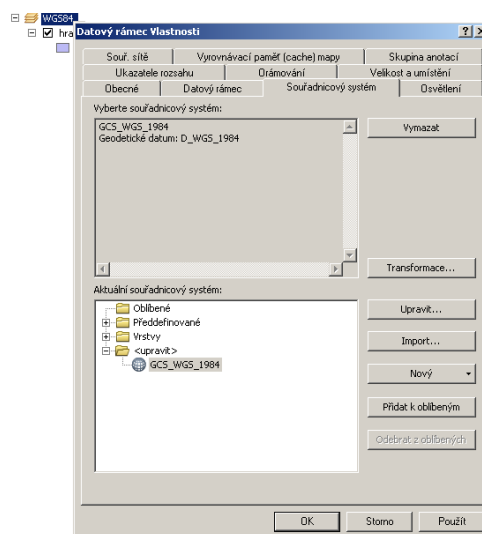 WGS84
hra
Datový rámec Vlastnosti
Souř. sítě Vyrovnávací paměť (cache) mapy Skupina anotací
Ukazatele rozsahu Orámování Velikost a umístění
Obecné Datový rámec Souřadnicový systém Osvětlení
Vyberte souřadnicový systém:
GCS_WGS_1984
Geodetické datum: D_WGS_1984
Vymazat
Transformace...
Aktuální souřadnicový systém:
Oblíbené
Předdefinované
Vrstvy
<upravit>
GCS_WGS_1984
Upravit...
Import...
Nový
Přidat k oblíbeným
Odebrat z oblíbených
OK Storno Použít